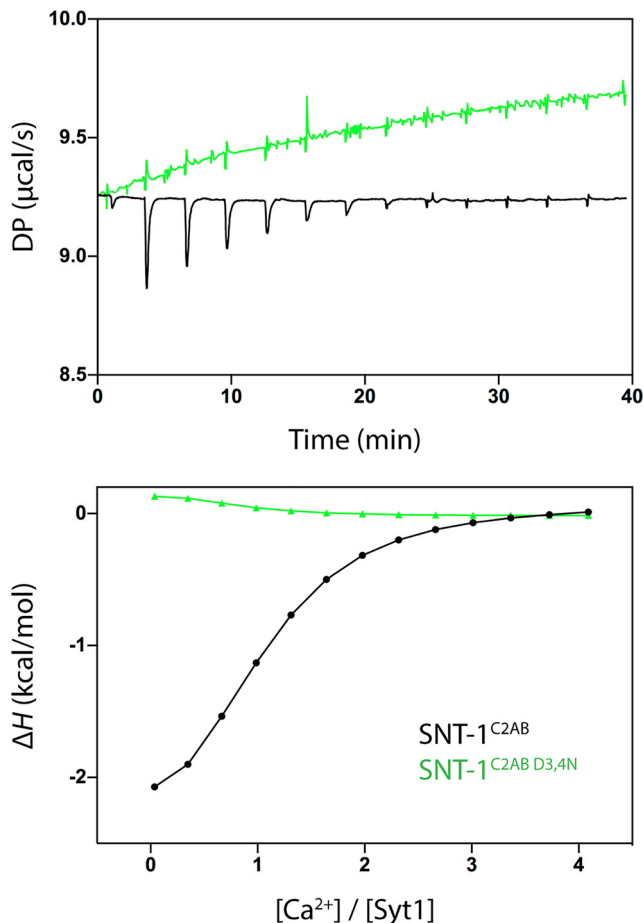 10.0
9.5
9.0
8.5
DP (µcal/s)
0 10 20 30 40
Time (min)
0
-1
-2
ΔH (kcal/mol)
SNT-1C2AB
SNT-1C2AB D3,4N
0 1 2 3 4
[Ca2+] / [Syt1]